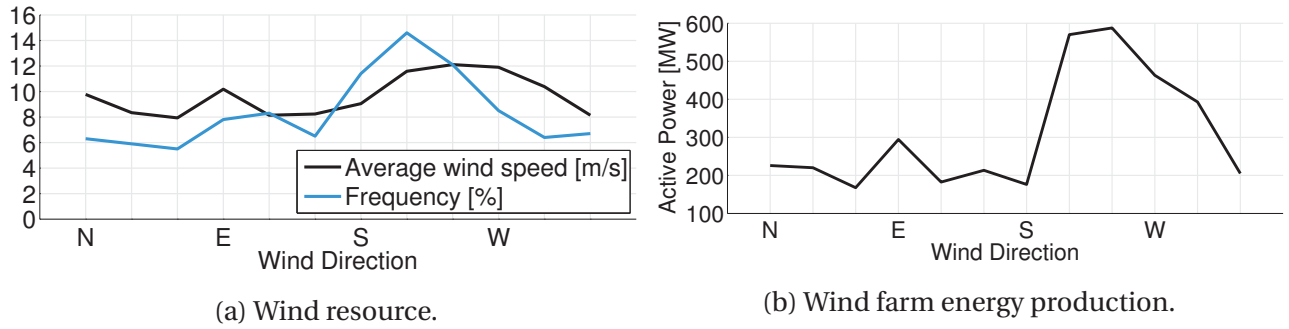 16
14
12
10
8
6
4
2
0
Average wind speed [m/s]
Frequency [%]
N E S W
Wind Direction
(a) Wind resource.
Active Power [MW]
600
500
400
300
200
100
N E S W
Wind Direction
(b) Wind farm energy production.